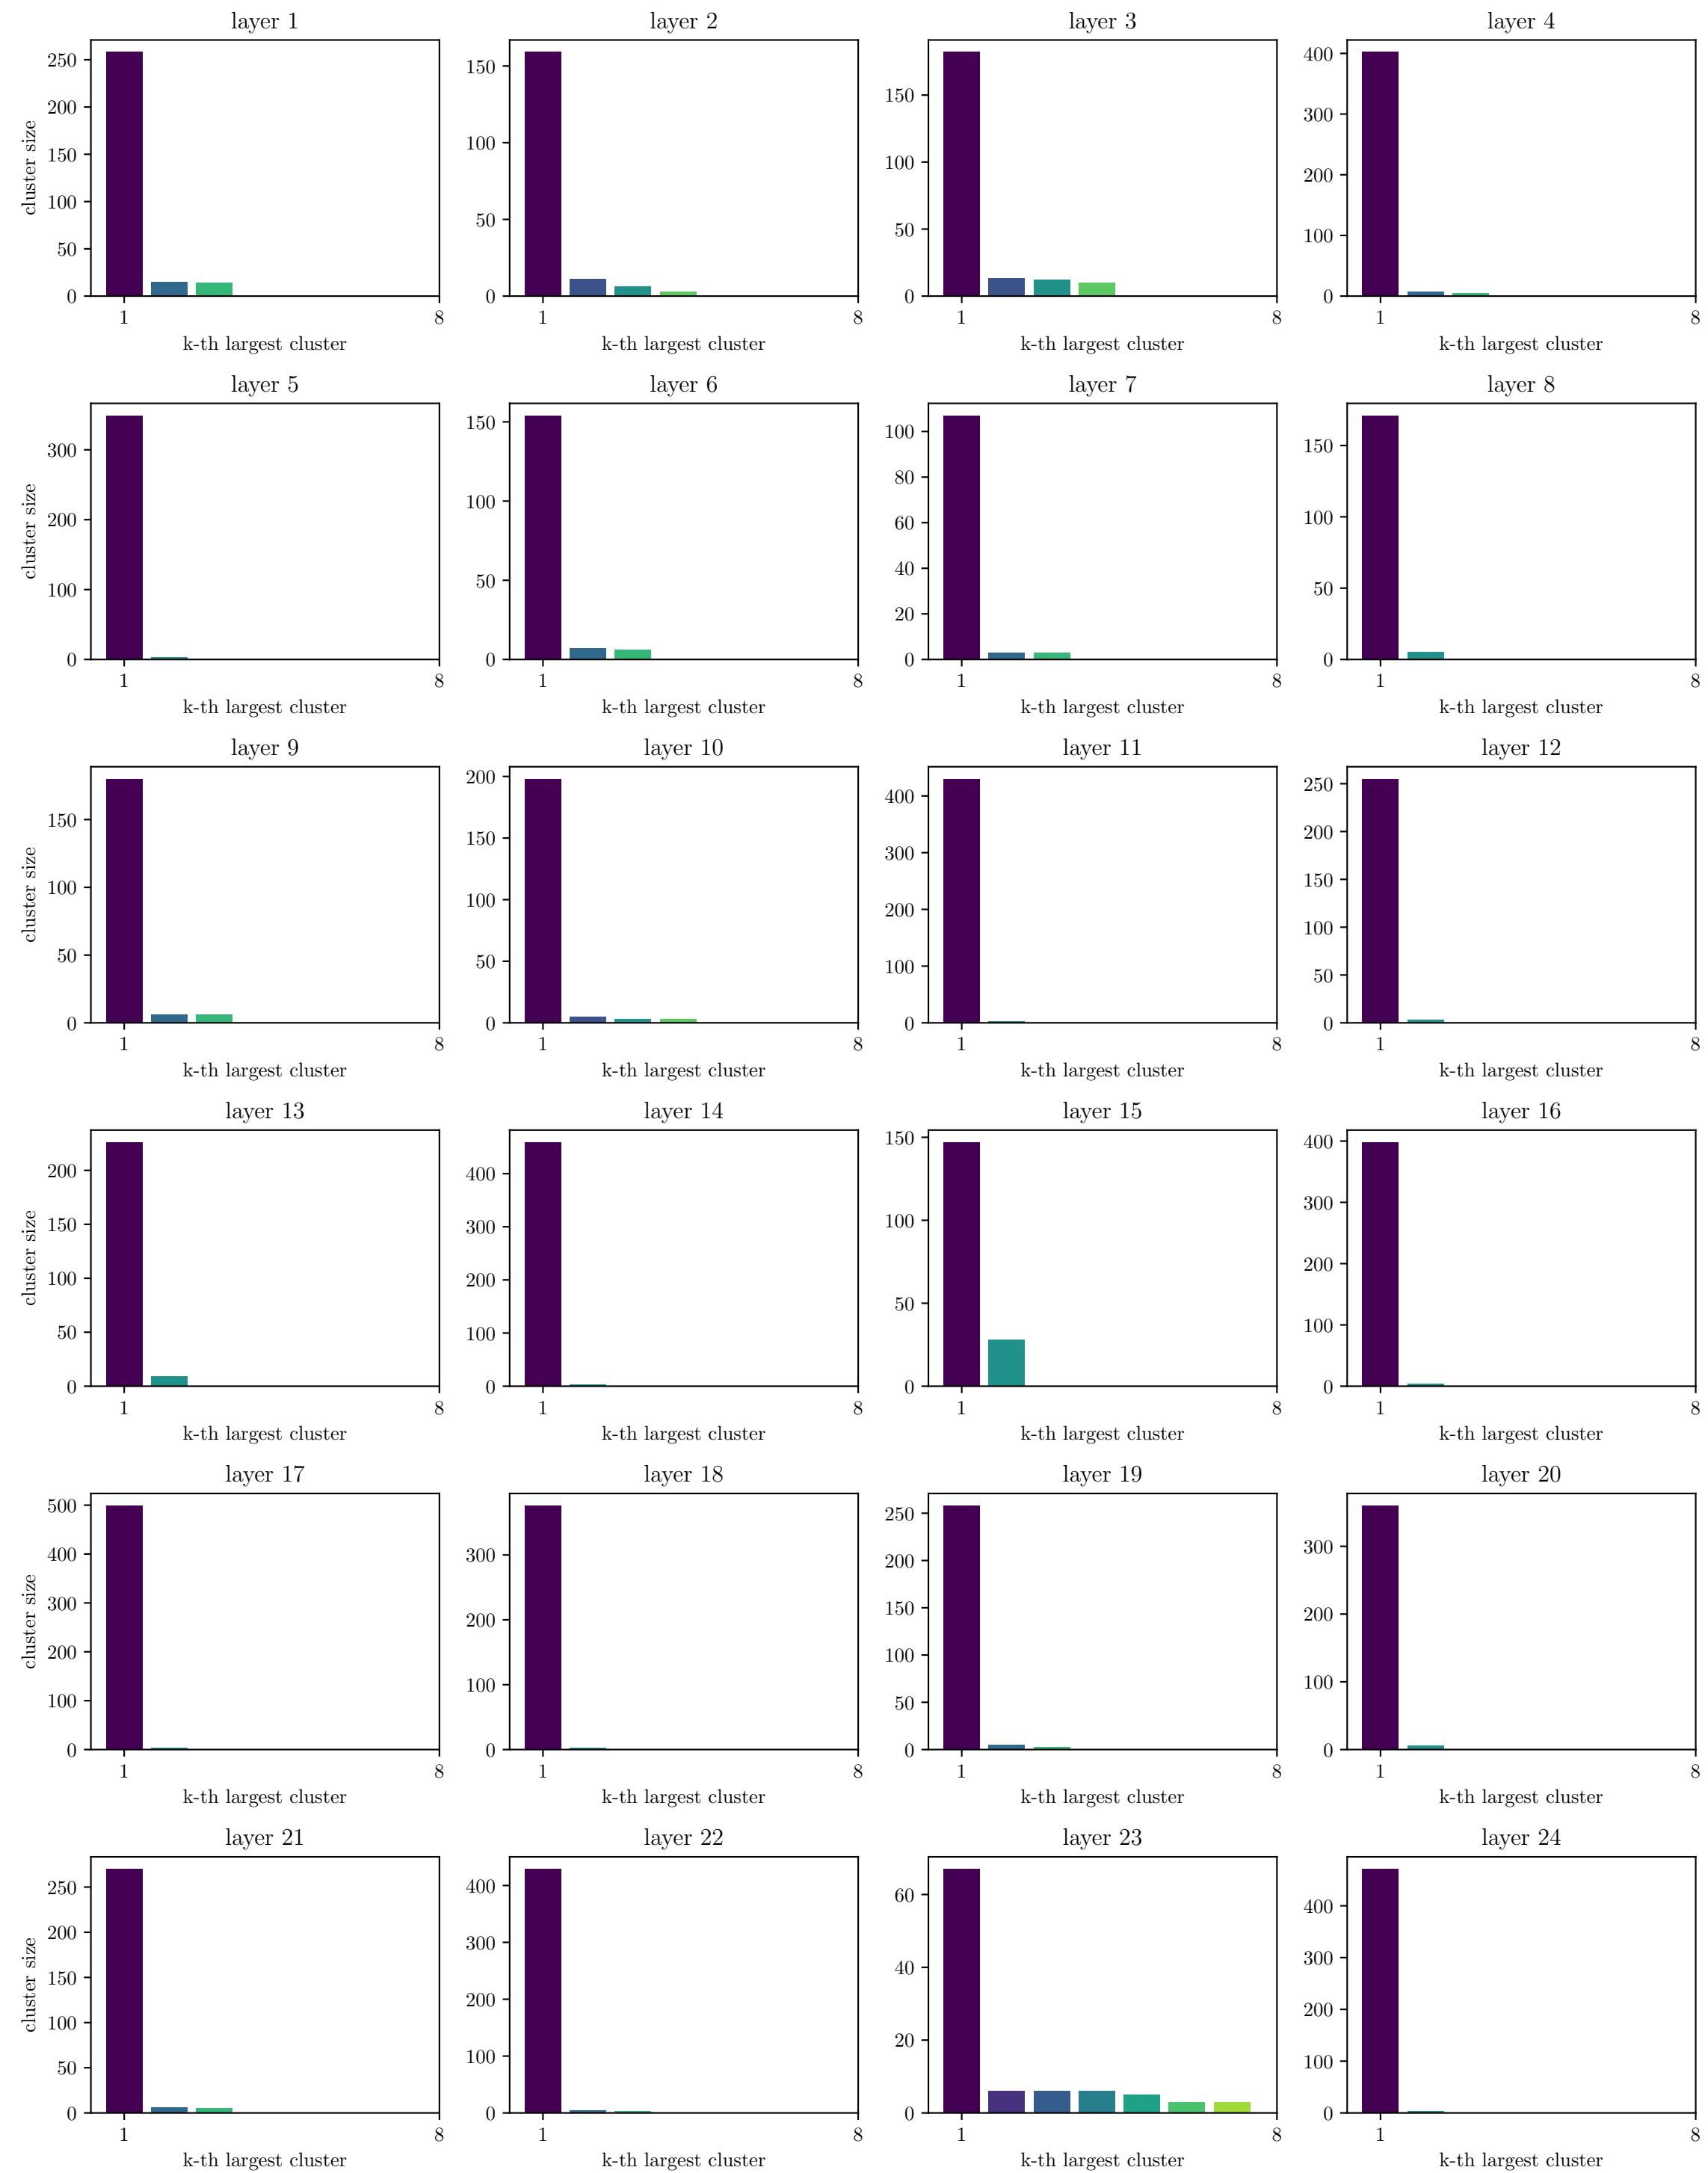 layer 1
250
200
150
100
50
0
cluster size
1 8
k-th largest cluster
layer 2
150
100
50
0
1 8
k-th largest cluster
layer 3
150
100
50
0
1 8
k-th largest cluster
layer 4
400
300
200
100
0
1 8
k-th largest cluster
layer 5
300
200
100
0
cluster size
1 8
k-th largest cluster
layer 6
150
100
50
0
1 8
k-th largest cluster
layer 7
100
80
60
40
20
0
1 8
k-th largest cluster
layer 8
150
100
50
0
1 8
k-th largest cluster
layer 9
150
100
50
0
cluster size
1 8
k-th largest cluster
layer 10
200
150
100
50
0
1 8
k-th largest cluster
layer 11
400
300
200
100
0
1 8
k-th largest cluster
layer 12
250
200
150
100
50
0
1 8
k-th largest cluster
layer 13
200
150
100
50
0
cluster size
1 8
k-th largest cluster
layer 14
400
300
200
100
0
1 8
k-th largest cluster
layer 15
150
100
50
0
1 8
k-th largest cluster
layer 16
400
300
200
100
0
1 8
k-th largest cluster
layer 17
500
400
300
200
100
0
cluster size
1 8
k-th largest cluster
layer 18
300
200
100
0
1 8
k-th largest cluster
layer 19
250
200
150
100
50
0
1 8
k-th largest cluster
layer 20
300
200
100
0
1 8
k-th largest cluster
layer 21
250
200
150
100
50
0
cluster size
1 8
k-th largest cluster
layer 22
400
300
200
100
0
1 8
k-th largest cluster
layer 23
60
40
20
0
1 8
k-th largest cluster
layer 24
400
300
200
100
0
1 8
k-th largest cluster